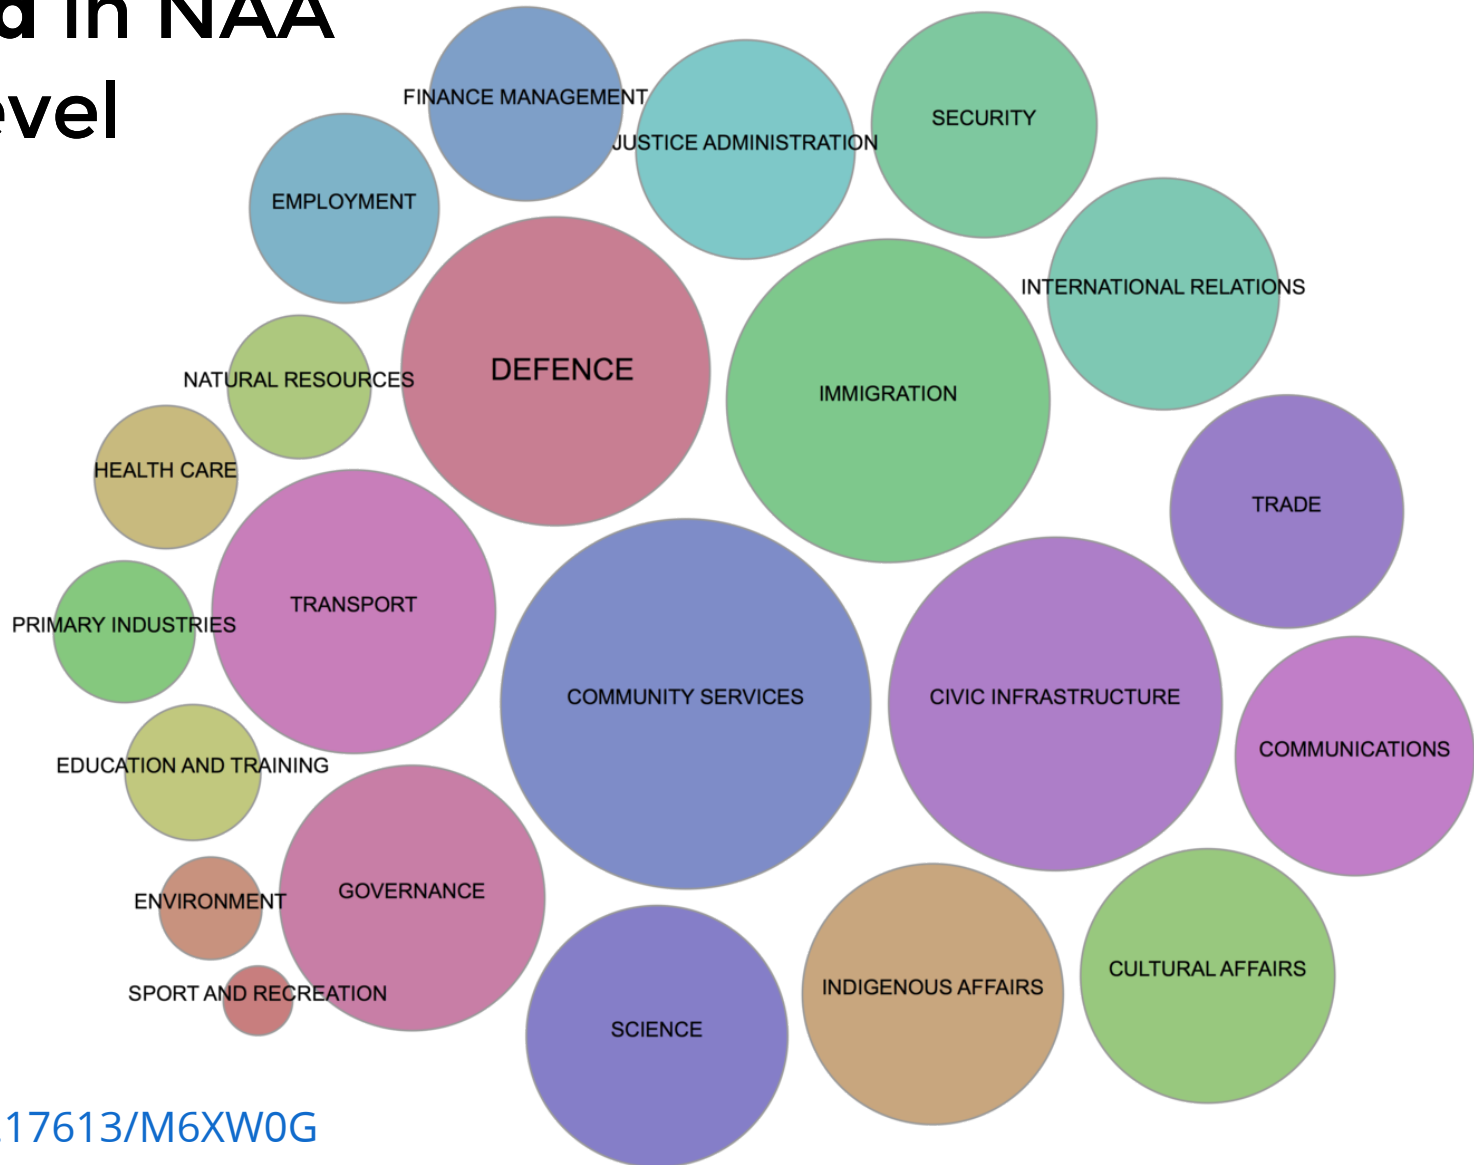 d in NAA
evel
FINANCE MANAGEMENT
JUSTICE ADMINISTRATION
SECURITY
EMPLOYMENT
INTERNATIONAL RELATIONS
DEFENCE
NATURAL RESOURCES
IMMIGRATION
HEALTH CARE
TRADE
TRANSPORT
PRIMARY INDUSTRIES
COMMUNITY SERVICES
CIVIC INFRASTRUCTURE
COMMUNICATIONS
EDUCATION AND TRAINING
GOVERNANCE
ENVIRONMENT
CULTURAL AFFAIRS
INDIGENOUS AFFAIRS
SPORT AND RECREATION
SCIENCE
.17613/M6XW0G